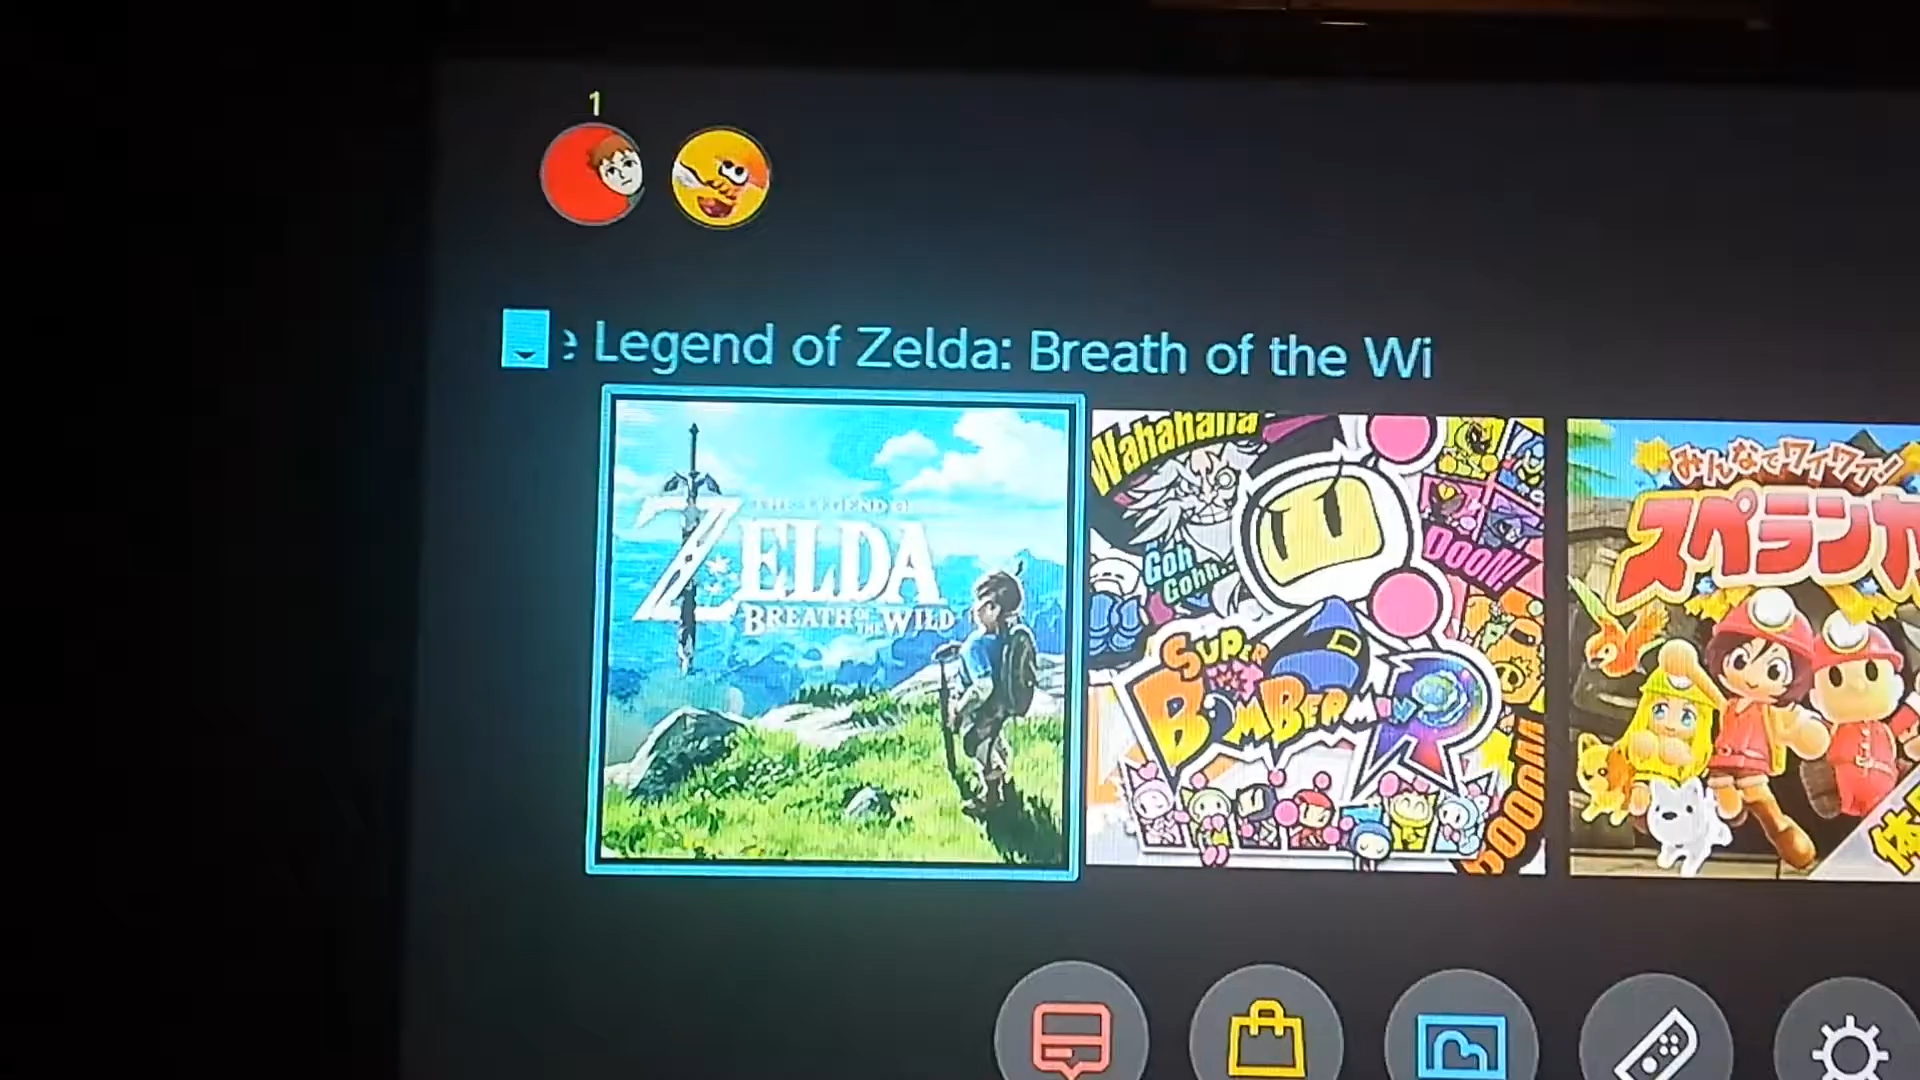 1
e Legend of Zelda: Breath of the Wi
THE LEGEND OF
ZELDA
BREATH OF THE WILD
Wahahaha
Goh
Gohh..
DOON!
SUPER
BOMBERMAN
R
BOOOM
みんなでワイワイ!
スペランカ
体